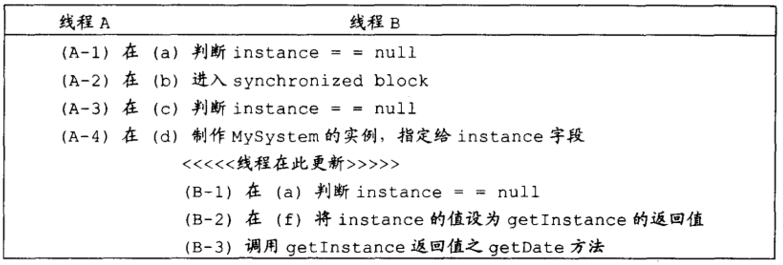 线程A 线程B
(A-1) 在 (a) 判断 instance = = null
(A-2) 在 (b) 进入 synchronized block
(A-3) 在 (c) 判断 instance = = null
(A-4) 在 (d) 制作 MySystem 的实例，指定给 instance 字段
<<<<<线程在此更新>>>>>
(B-1) 在 (a) 判断 instance = = null
(B-2) 在 (f) 将 instance 的值设为 getInstance 的返回值
(B-3) 调用 getInstance 返回值之 getDate 方法